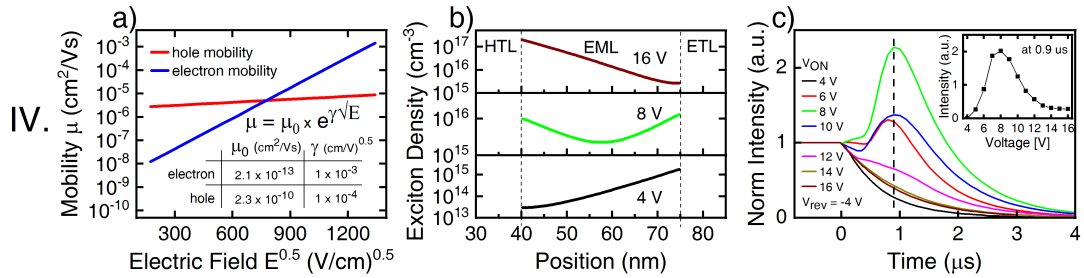 IV.
a)
Mobility μ (cm²/Vs)
10⁻³
10⁻⁴
10⁻⁵
10⁻⁶
10⁻⁷
10⁻⁸
10⁻⁹
10⁻¹⁰
hole mobility
electron mobility
μ = μ₀ x e^γ√E
μ₀ (cm²/Vs) γ (cm/V)^0.5
electron 2.1 x 10⁻¹³ 1 x 10⁻³
hole 2.3 x 10⁻¹⁰ 1 x 10⁻⁴
300 600 900 1200
Electric Field E^0.5 (V/cm)^0.5
b)
Exciton Density (cm⁻³)
10¹⁷
10¹⁶
10¹⁵
10¹⁶
10¹⁵
10¹⁵
10¹⁴
10¹³
HTL EML ETL
16 V
8 V
4 V
30 40 50 60 70 80
Position (nm)
c)
Norm Intensity (a.u.)
2
1
0
V_ON
4 V
6 V
8 V
10 V
12 V
14 V
16 V
V_rev = -4 V
0 1 2 3 4
Time (μs)
at 0.9 us
Intensity (a.u.)
2
1
0
4 6 8 10 12 14 16
Voltage [V]